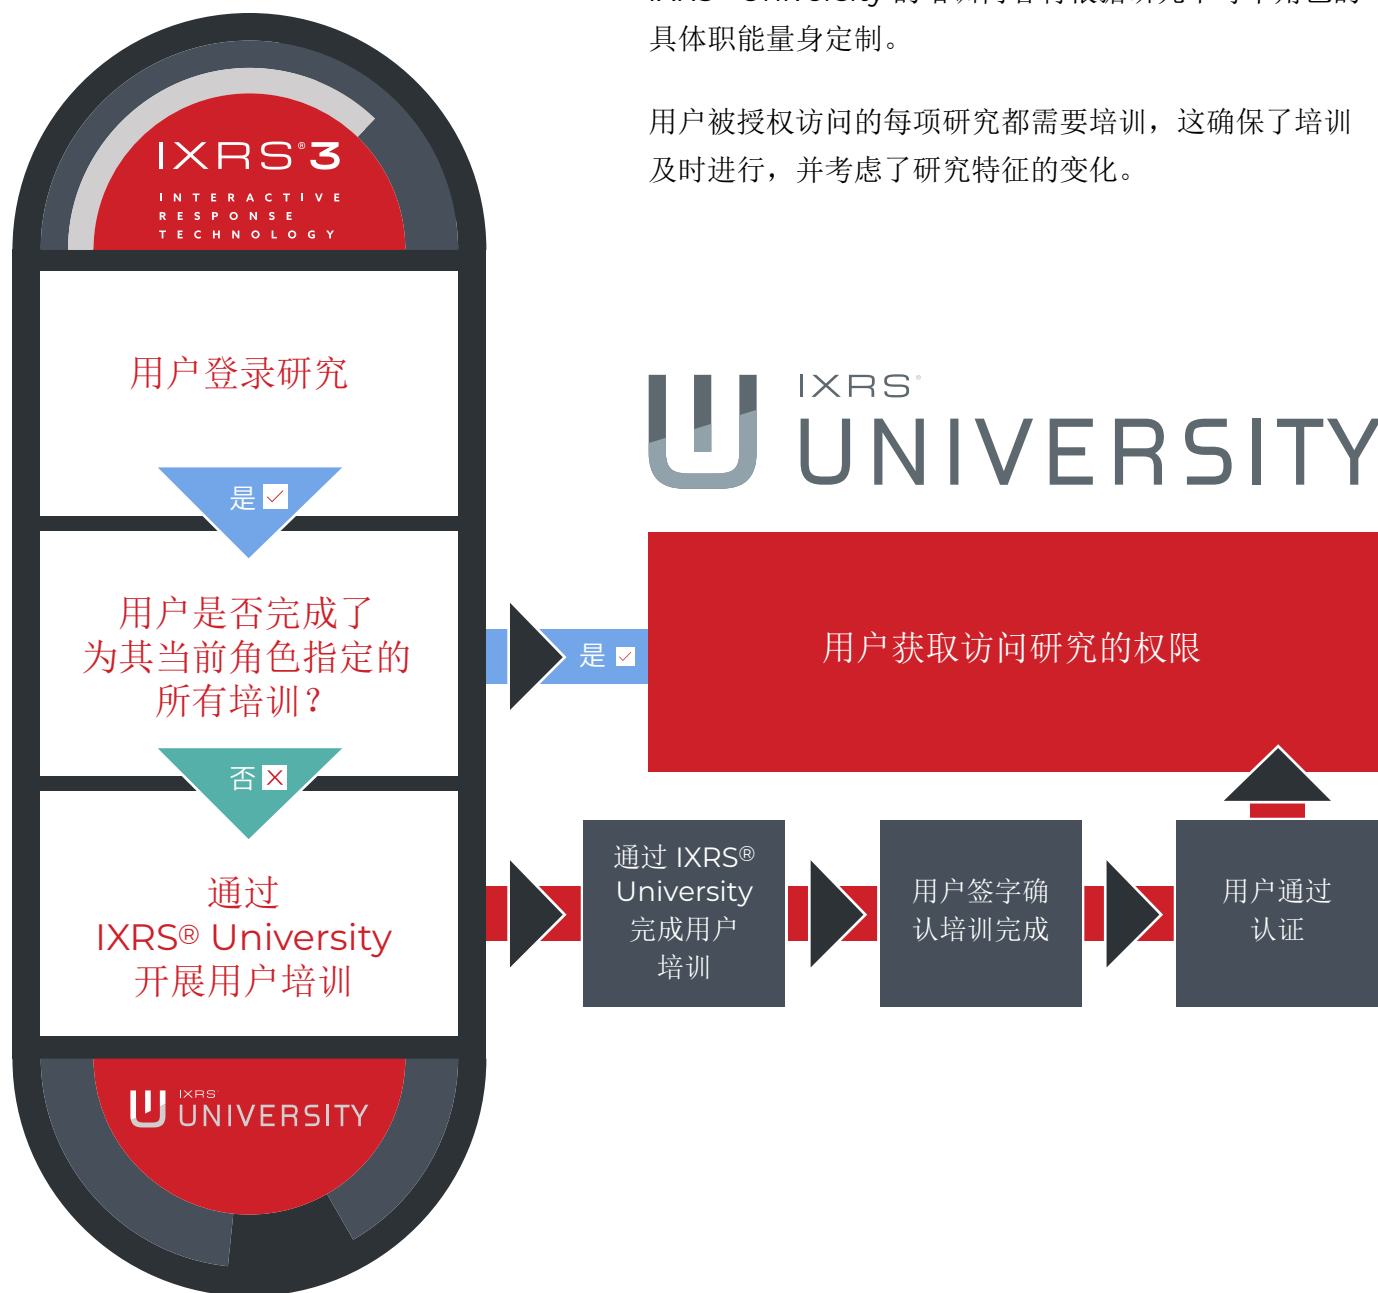 具体职能量身定制。
用户被授权访问的每项研究都需要培训，这确保了培训
及时进行，并考虑了研究特征的变化。
IXRS®3
INTERACTIVE
RESPONSE
TECHNOLOGY
用户登录研究
是
用户是否完成了
为其当前角色指定的
所有培训？
否
通过
IXRS® University
开展用户培训
IXRS
UNIVERSITY
IXRS®
UNIVERSITY
是
用户获取访问研究的权限
通过 IXRS®
University
完成用户
培训
用户签字确
认培训完成
用户通过
认证